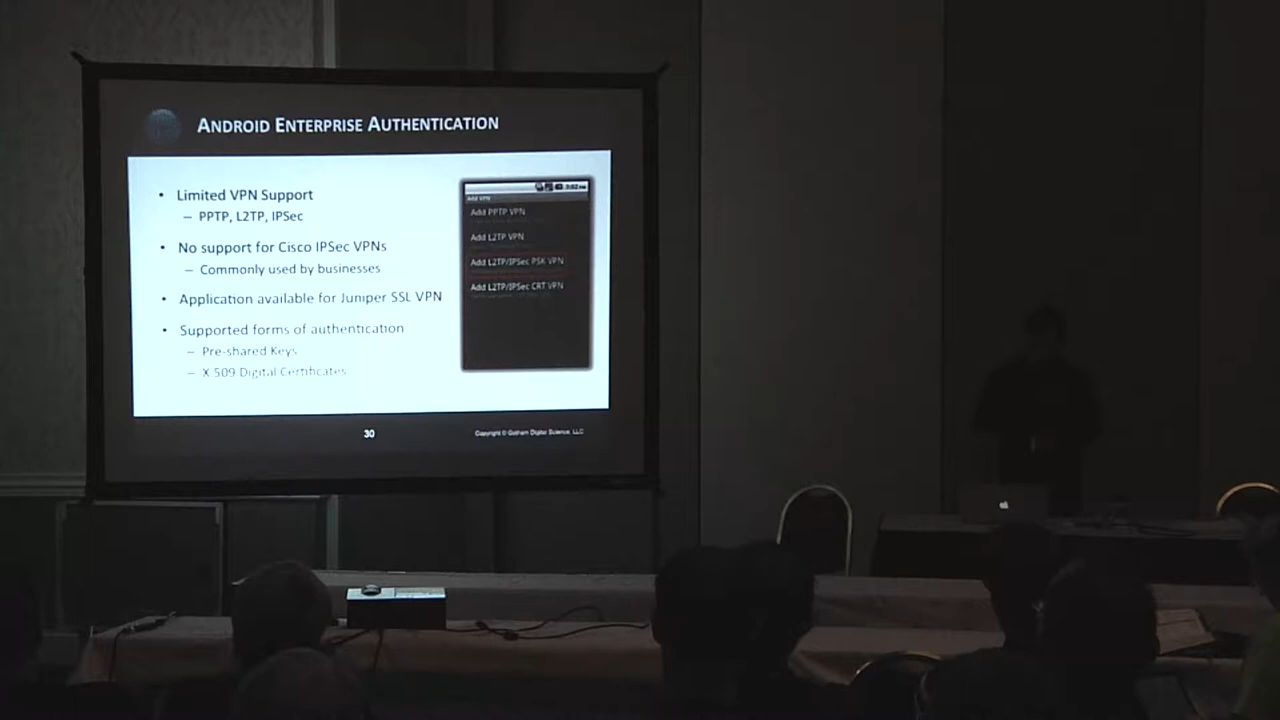 ANDROID ENTERPRISE AUTHENTICATION
• Limited VPN Support
– PPTP, L2TP, IPSec
• No support for Cisco IPSec VPNs
– Commonly used by businesses
• Application available for Juniper SSL VPN
• Supported forms of authentication
– Pre-shared Keys
– X 509 Digital Certificates
3:02 PM
Add VPN
Add PPTP VPN
Add L2TP VPN
Add L2TP/IPSec PSK VPN
Add L2TP/IPSec CRT VPN
30
Copyright © Gotham Digital Science, LLC